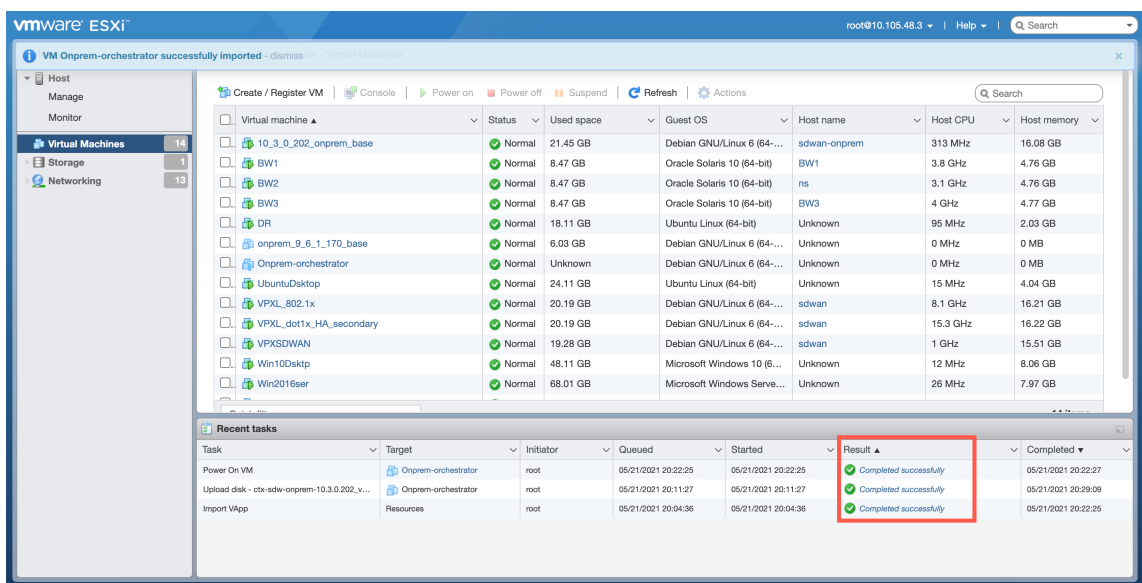 vmware ESXi™ root@10.105.48.3 | Help | Search
VM Onprem-orchestrator successfully imported - dismiss - Virtual Machines
Host
Manage
Monitor
Virtual Machines 14
Storage 1
Networking 13
Create / Register VM | Console | Power on Power off Suspend | Refresh | Actions Search
Virtual machine ▲ Status Used space Guest OS Host name Host CPU Host memory
10_3_0_202_onprem_base Normal 21.45 GB Debian GNU/Linux 6 (64-... sdwan-onprem 313 MHz 16.08 GB
BW1 Normal 8.47 GB Oracle Solaris 10 (64-bit) BW1 3.8 GHz 4.76 GB
BW2 Normal 8.47 GB Oracle Solaris 10 (64-bit) ns 3.1 GHz 4.76 GB
BW3 Normal 8.47 GB Oracle Solaris 10 (64-bit) BW3 4 GHz 4.77 GB
DR Normal 18.11 GB Ubuntu Linux (64-bit) Unknown 95 MHz 2.03 GB
onprem_9_6_1_170_base Normal 6.03 GB Debian GNU/Linux 6 (64-... Unknown 0 MHz 0 MB
Onprem-orchestrator Normal Unknown Debian GNU/Linux 6 (64-... Unknown 0 MHz 0 MB
UbuntuDsktop Normal 24.11 GB Ubuntu Linux (64-bit) Unknown 15 MHz 4.04 GB
VPXL_802.1x Normal 20.19 GB Debian GNU/Linux 6 (64-... sdwan 8.1 GHz 16.21 GB
VPXL_dot1x_HA_secondary Normal 20.19 GB Debian GNU/Linux 6 (64-... sdwan 15.3 GHz 16.22 GB
VPXSDWAN Normal 19.28 GB Debian GNU/Linux 6 (64-... sdwan 1 GHz 15.51 GB
Win10Dsktp Normal 48.11 GB Microsoft Windows 10 (6... Unknown 12 MHz 8.06 GB
Win2016ser Normal 68.01 GB Microsoft Windows Serve... Unknown 26 MHz 7.97 GB
Recent tasks
Task Target Initiator Queued Started Result ▲ Completed ▼
Power On VM Onprem-orchestrator root 05/21/2021 20:22:25 05/21/2021 20:22:25 Completed successfully 05/21/2021 20:22:27
Upload disk - ctx-sdw-onprem-10.3.0.202_v... Onprem-orchestrator root 05/21/2021 20:11:27 05/21/2021 20:11:27 Completed successfully 05/21/2021 20:29:09
Import VApp Resources root 05/21/2021 20:04:36 05/21/2021 20:04:36 Completed successfully 05/21/2021 20:22:25